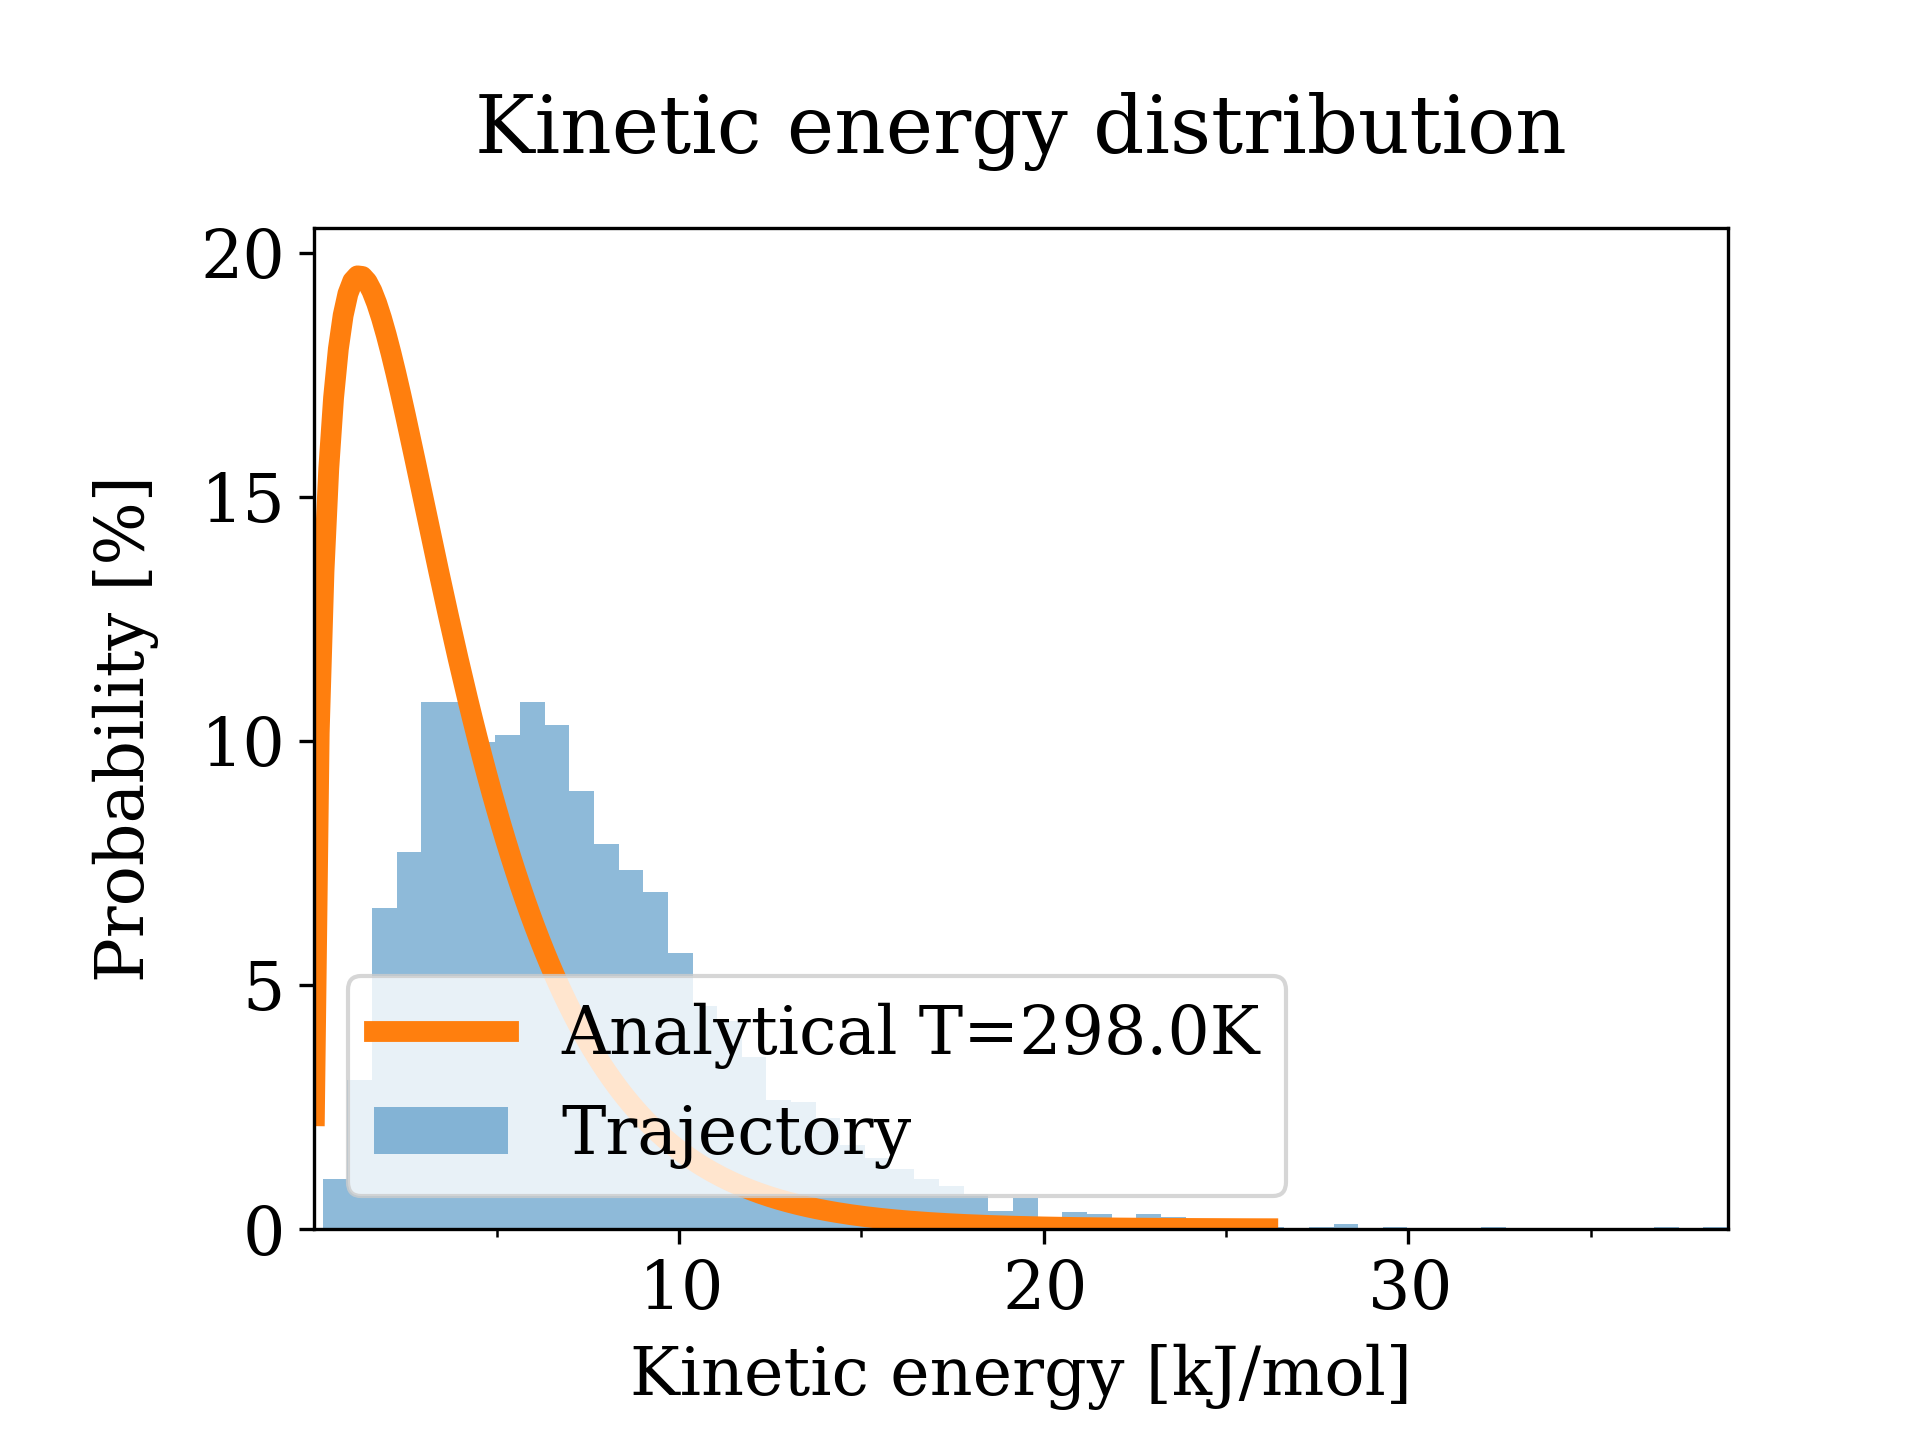 Kinetic energy distribution
20
15
10
5
0
Probability [%]
Analytical T=298.0K
Trajectory
10 20 30
Kinetic energy [kJ/mol]